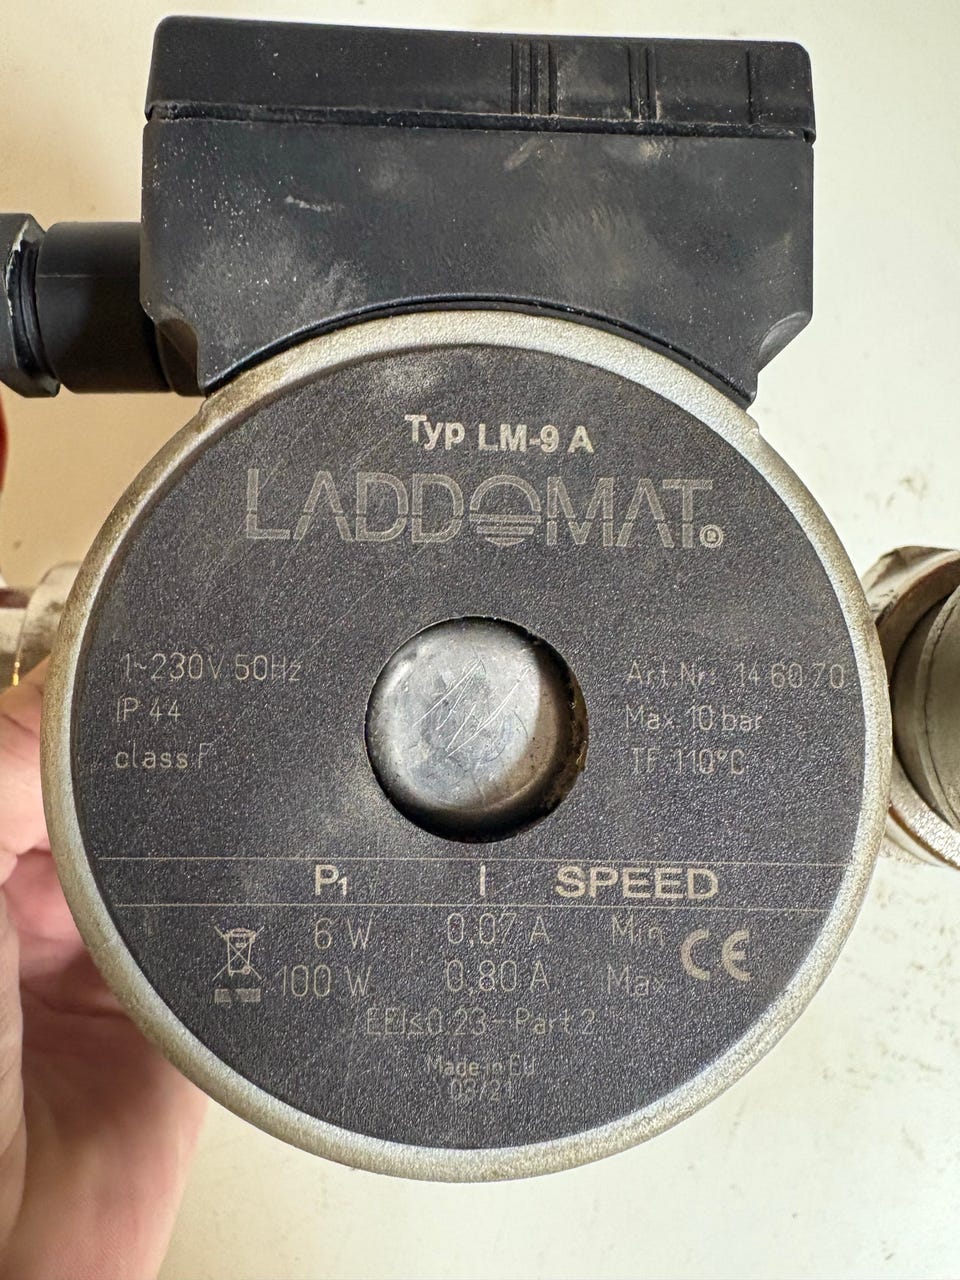 Typ LM-9 A
LADDOMAT®
1~230V 50Hz
IP 44
class F
Art.Nr.: 14 60 70
Max. 10 bar
TF 110°C
P1 I SPEED
6 W 0,07 A Min
100 W 0,80 A Max
CE
EEI≤0.23-Part 2
Made in EU
03/21